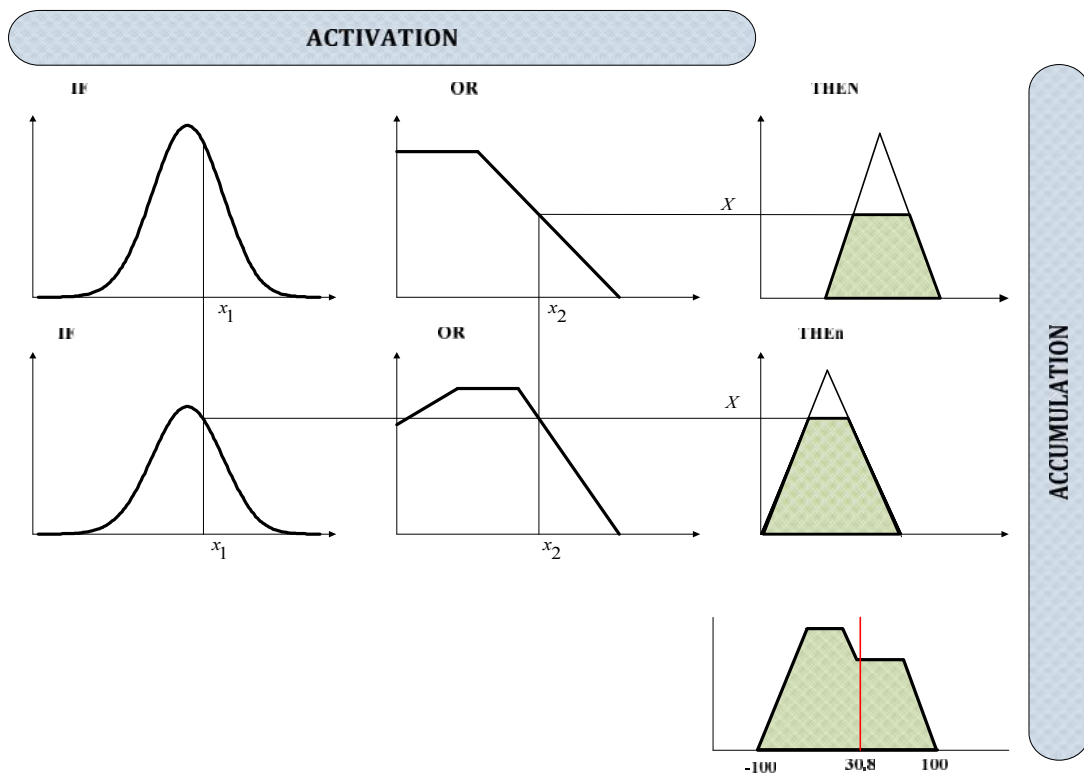 ACTIVATION
IF OR THEN
X
x1 x2
IF OR THEn
X
x1 x2
ACCUMULATION
-100 30,8 100